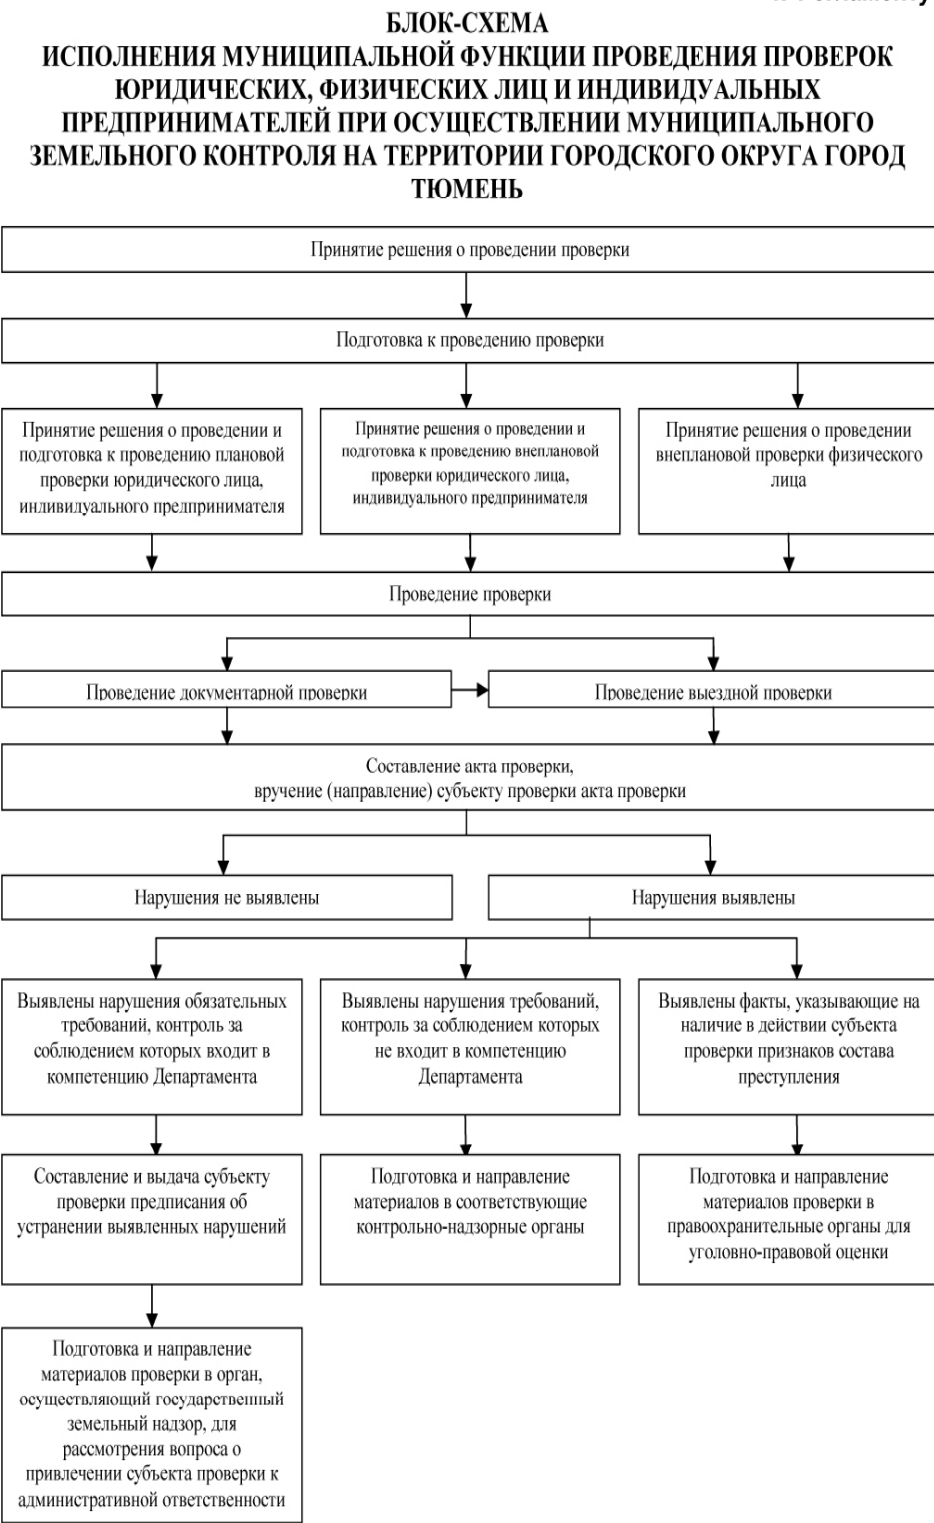 БЛОК-СХЕМА
ИСПОЛНЕНИЯ МУНИЦИПАЛЬНОЙ ФУНКЦИИ ПРОВЕДЕНИЯ ПРОВЕРОК
ЮРИДИЧЕСКИХ, ФИЗИЧЕСКИХ ЛИЦ И ИНДИВИДУАЛЬНЫХ
ПРЕДПРИНИМАТЕЛЕЙ ПРИ ОСУЩЕСТВЛЕНИИ МУНИЦИПАЛЬНОГО
ЗЕМЕЛЬНОГО КОНТРОЛЯ НА ТЕРРИТОРИИ ГОРОДСКОГО ОКРУГА ГОРОД
ТЮМЕНЬ
Принятие решения о проведении проверки
Подготовка к проведению проверки
Принятие решения о проведении и
подготовка к проведению плановой
проверки юридического лица,
индивидуального предпринимателя
Принятие решения о проведении и
подготовка к проведению внеплановой
проверки юридического лица,
индивидуального предпринимателя
Принятие решения о проведении
внеплановой проверки физического
лица
Проведение проверки
Проведение документарной проверки
Проведение выездной проверки
Составление акта проверки,
вручение (направление) субъекту проверки акта проверки
Нарушения не выявлены
Нарушения выявлены
Выявлены нарушения обязательных
требований, контроль за
соблюдением которых входит в
компетенцию Департамента
Выявлены нарушения требований,
контроль за соблюдением которых
не входит в компетенцию
Департамента
Выявлены факты, указывающие на
наличие в действии субъекта
проверки признаков состава
преступления
Составление и выдача субъекту
проверки предписания об
устранении выявленных нарушений
Подготовка и направление
материалов в соответствующие
контрольно-надзорные органы
Подготовка и направление
материалов проверки в
правоохранительные органы для
уголовно-правовой оценки
Подготовка и направление
материалов проверки в орган,
осуществляющий государственный
земельный надзор, для
рассмотрения вопроса о
привлечении субъекта проверки к
административной ответственности